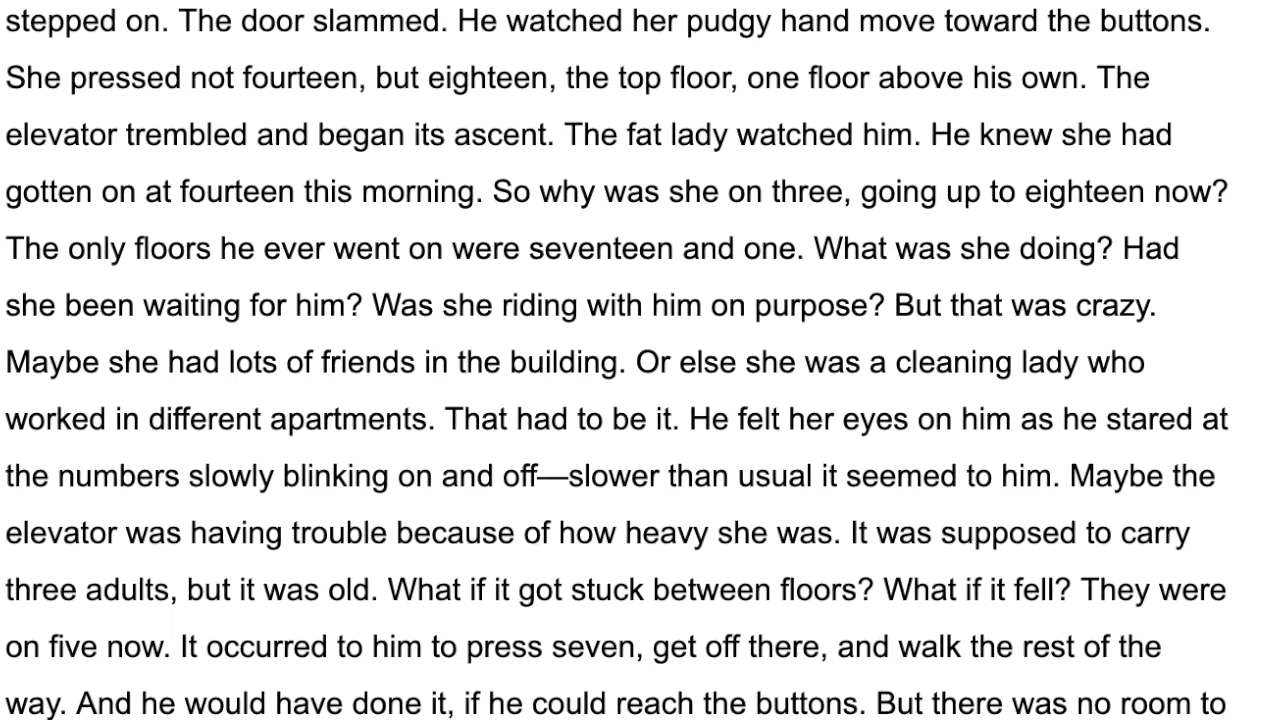 stepped on. The door slammed. He watched her pudgy hand move toward the buttons.
She pressed not fourteen, but eighteen, the top floor, one floor above his own. The
elevator trembled and began its ascent. The fat lady watched him. He knew she had
gotten on at fourteen this morning. So why was she on three, going up to eighteen now?
The only floors he ever went on were seventeen and one. What was she doing? Had
she been waiting for him? Was she riding with him on purpose? But that was crazy.
Maybe she had lots of friends in the building. Or else she was a cleaning lady who
worked in different apartments. That had to be it. He felt her eyes on him as he stared at
the numbers slowly blinking on and off—slower than usual it seemed to him. Maybe the
elevator was having trouble because of how heavy she was. It was supposed to carry
three adults, but it was old. What if it got stuck between floors? What if it fell? They were
on five now. It occurred to him to press seven, get off there, and walk the rest of the
way. And he would have done it, if he could reach the buttons. But there was no room to